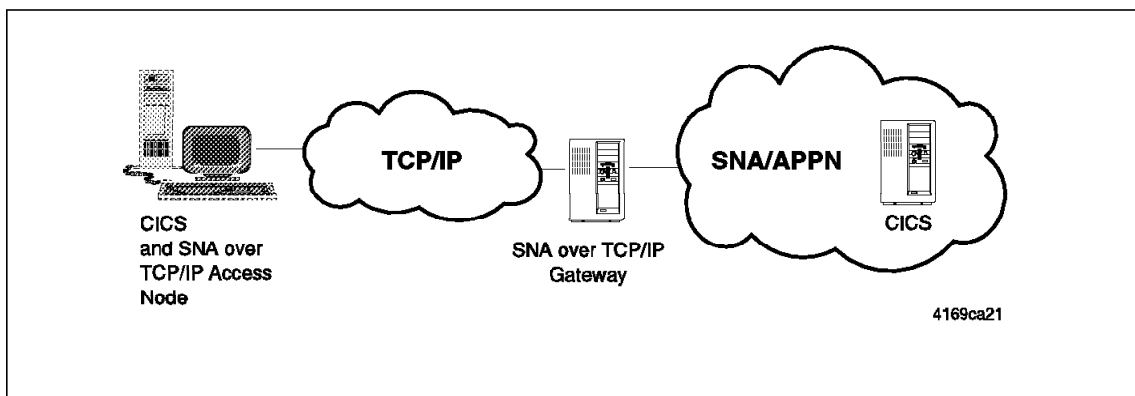 TCP/IP
SNA/APPN
CICS
CICS
and SNA over
TCP/IP Access
Node
SNA over TCP/IP
Gateway
4169ca21